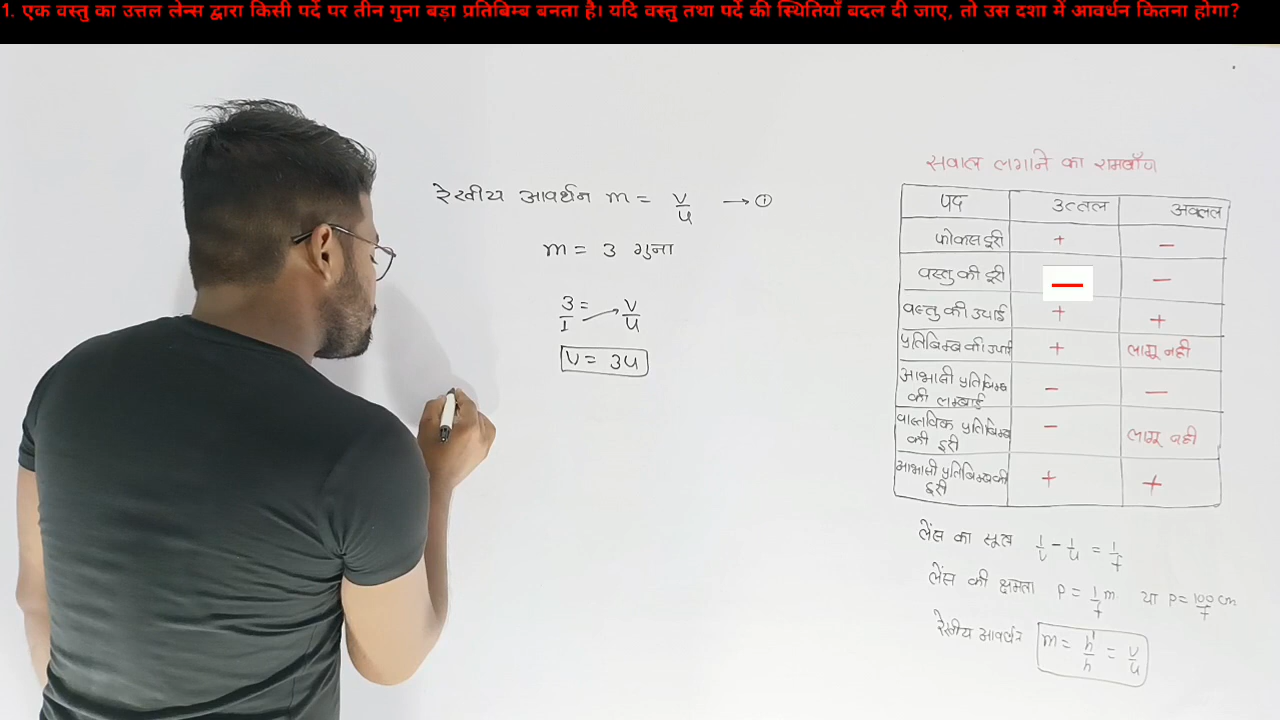 1. एक वस्तु का उत्तल लेन्स द्वारा किसी पर्दे पर तीन गुना बड़ा प्रतिबिम्ब बनता है। यदि वस्तु तथा पर्दे की स्थितियाँ बदल दी जाए, तो उस दशा में आवर्धन कितना होगा?
रेखीय आवर्धन m = v/u → ①
m = 3 गुना
3/1 = v/u
v = 3u
सवाल लगाने का रामबाँण
पद उत्तल अवतल
फोकस दूरी + −
वस्तु की दूरी − −
वस्तु की उचाई + +
प्रतिबिम्ब की उचाई + लागू नही
आभासी प्रतिबिम्ब की लम्बाई − −
वास्तविक प्रतिबिम्ब की दूरी − लागू नही
आभासी प्रतिबिम्ब की दूरी + +
लेंस का सूत्र 1/v − 1/u = 1/f
लेंस की क्षमता P = 1/f m या P = 100/f cm
रेखीय आवर्धन m = h'/h = v/u